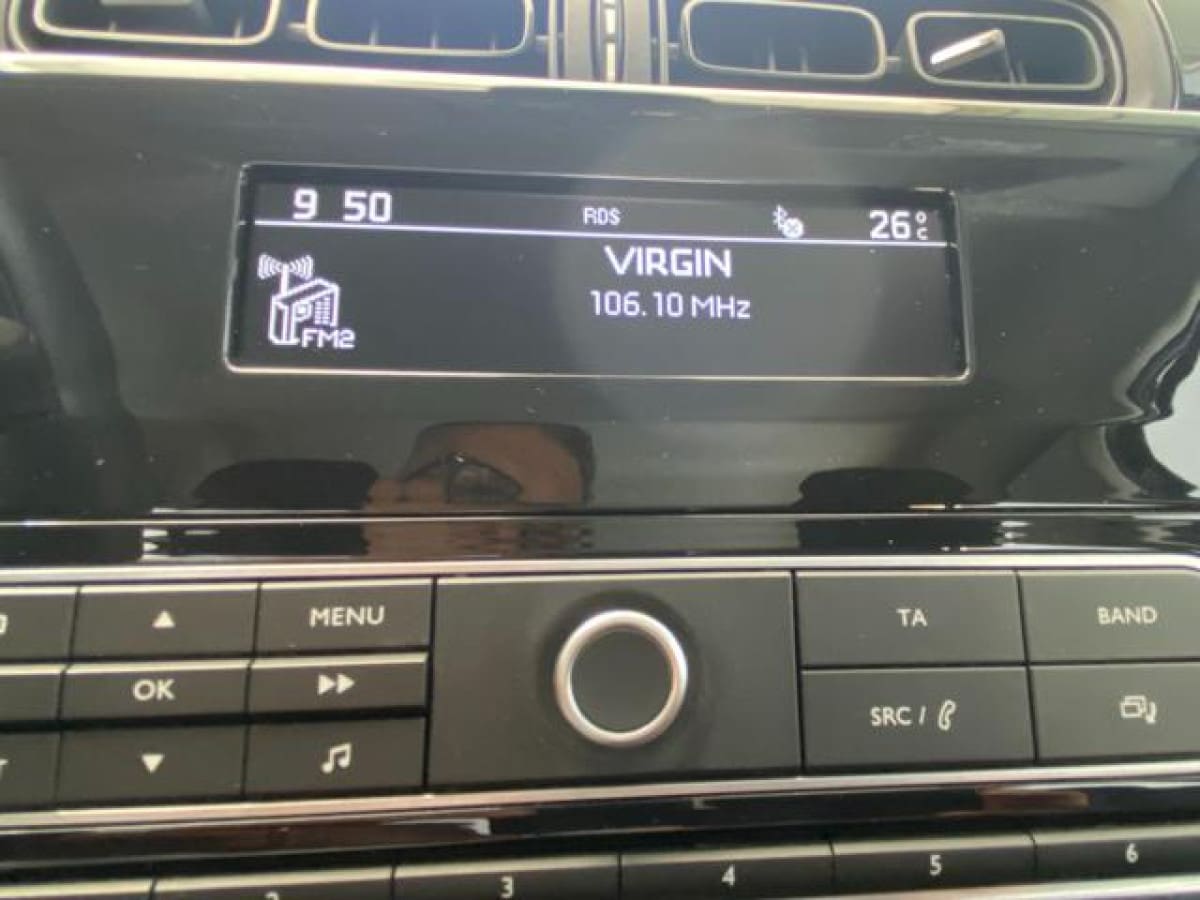 9 50 RDS 26°C
VIRGIN
106.10 MHz
FM2
MENU
TA
BAND
OK
SRC /
3
4
5
6